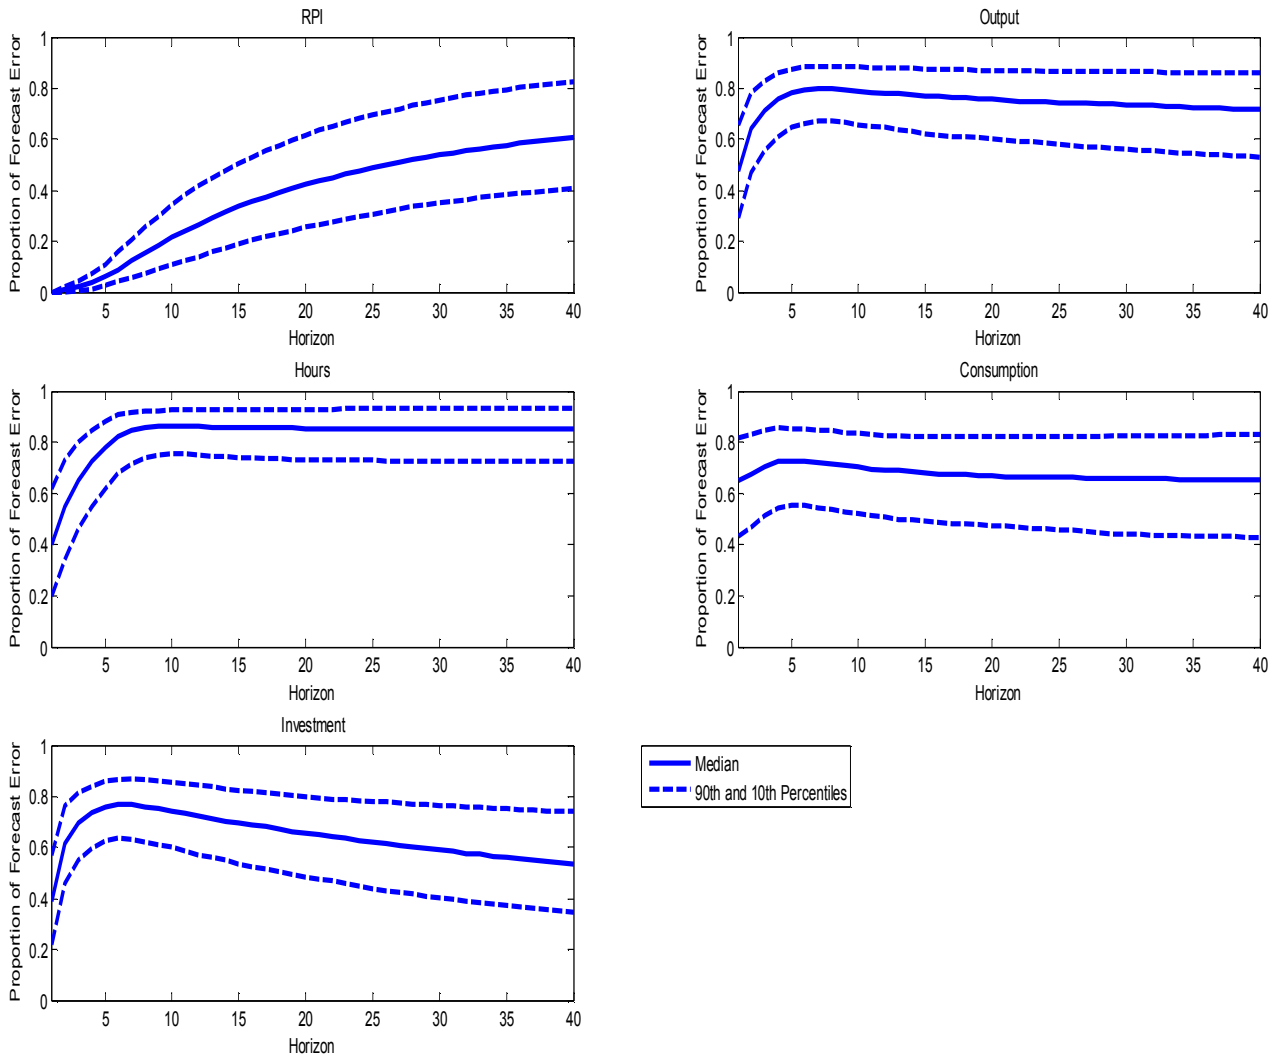 RPI
Proportion of Forecast Error
1
0.8
0.6
0.4
0.2
0
5 10 15 20 25 30 35 40
Horizon
Output
Proportion of Forecast Error
1
0.8
0.6
0.4
0.2
0
5 10 15 20 25 30 35 40
Horizon
Hours
Proportion of Forecast Error
1
0.8
0.6
0.4
0.2
0
5 10 15 20 25 30 35 40
Horizon
Consumption
Proportion of Forecast Error
1
0.8
0.6
0.4
0.2
0
5 10 15 20 25 30 35 40
Horizon
Investment
Proportion of Forecast Error
1
0.8
0.6
0.4
0.2
0
5 10 15 20 25 30 35 40
Horizon
Median
90th and 10th Percentiles